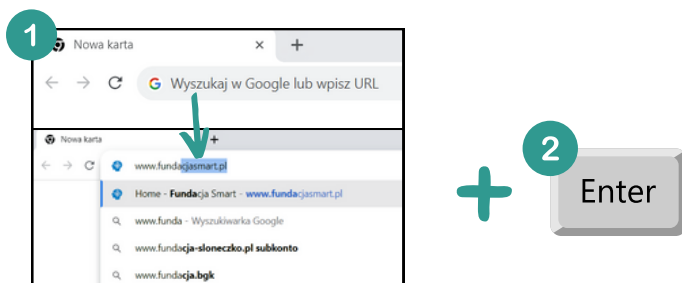 1
Nowa karta × +
Wyszukaj w Google lub wpisz URL
Nowa karta +
www.fundacjasmart.pl
Home - Fundacja Smart - www.fundacjasmart.pl
www.funda - Wyszukiwarka Google
www.fundacja-sloneczko.pl subkonto
www.fundacja.bgk
+
2
Enter